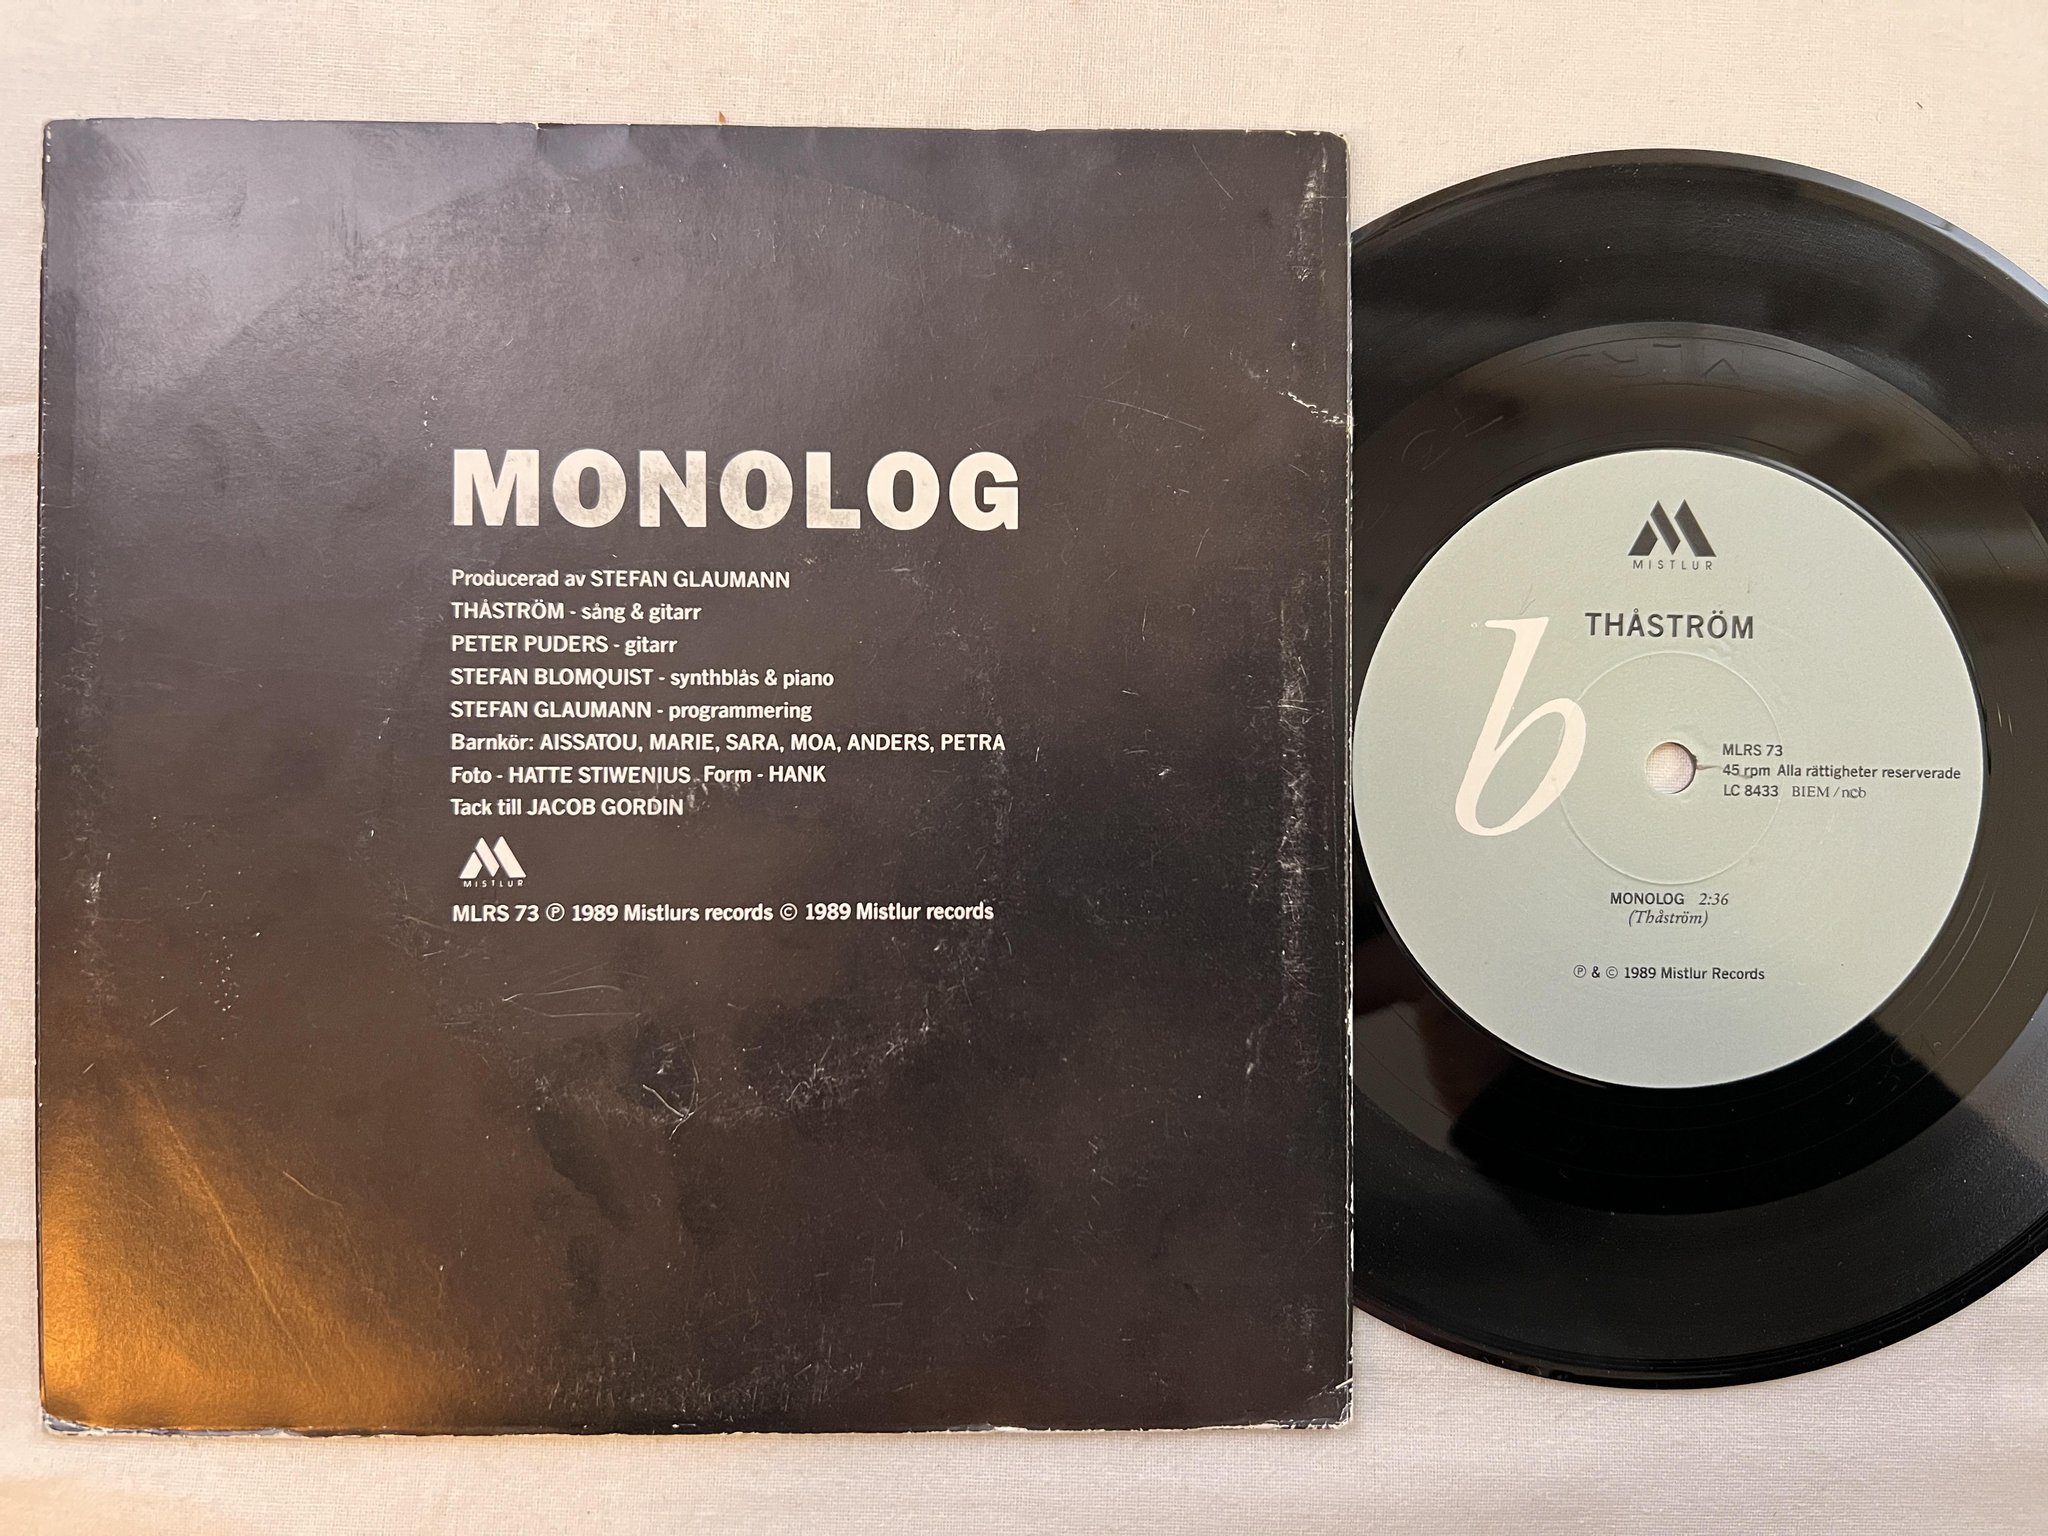 MONOLOG
Producerad av STEFAN GLAUMANN
THÅSTRÖM - sång & gitarr
PETER PUDERS - gitarr
STEFAN BLOMQUIST - synthblås & piano
STEFAN GLAUMANN - programmering
Barnkör: AISSATOU, MARIE, SARA, MOA, ANDERS, PETRA
Foto - HATTE STIWENIUS Form - HANK
Tack till JACOB GORDIN
MISTLUR
MLRS 73 ℗ 1989 Mistlurs records © 1989 Mistlur records
MISTLUR
THÅSTRÖM
b
MLRS 73
45 rpm Alla rättigheter reserverade
LC 8433 BIEM/ncb
MONOLOG 2:36
(Thåström)
℗ & © 1989 Mistlur Records